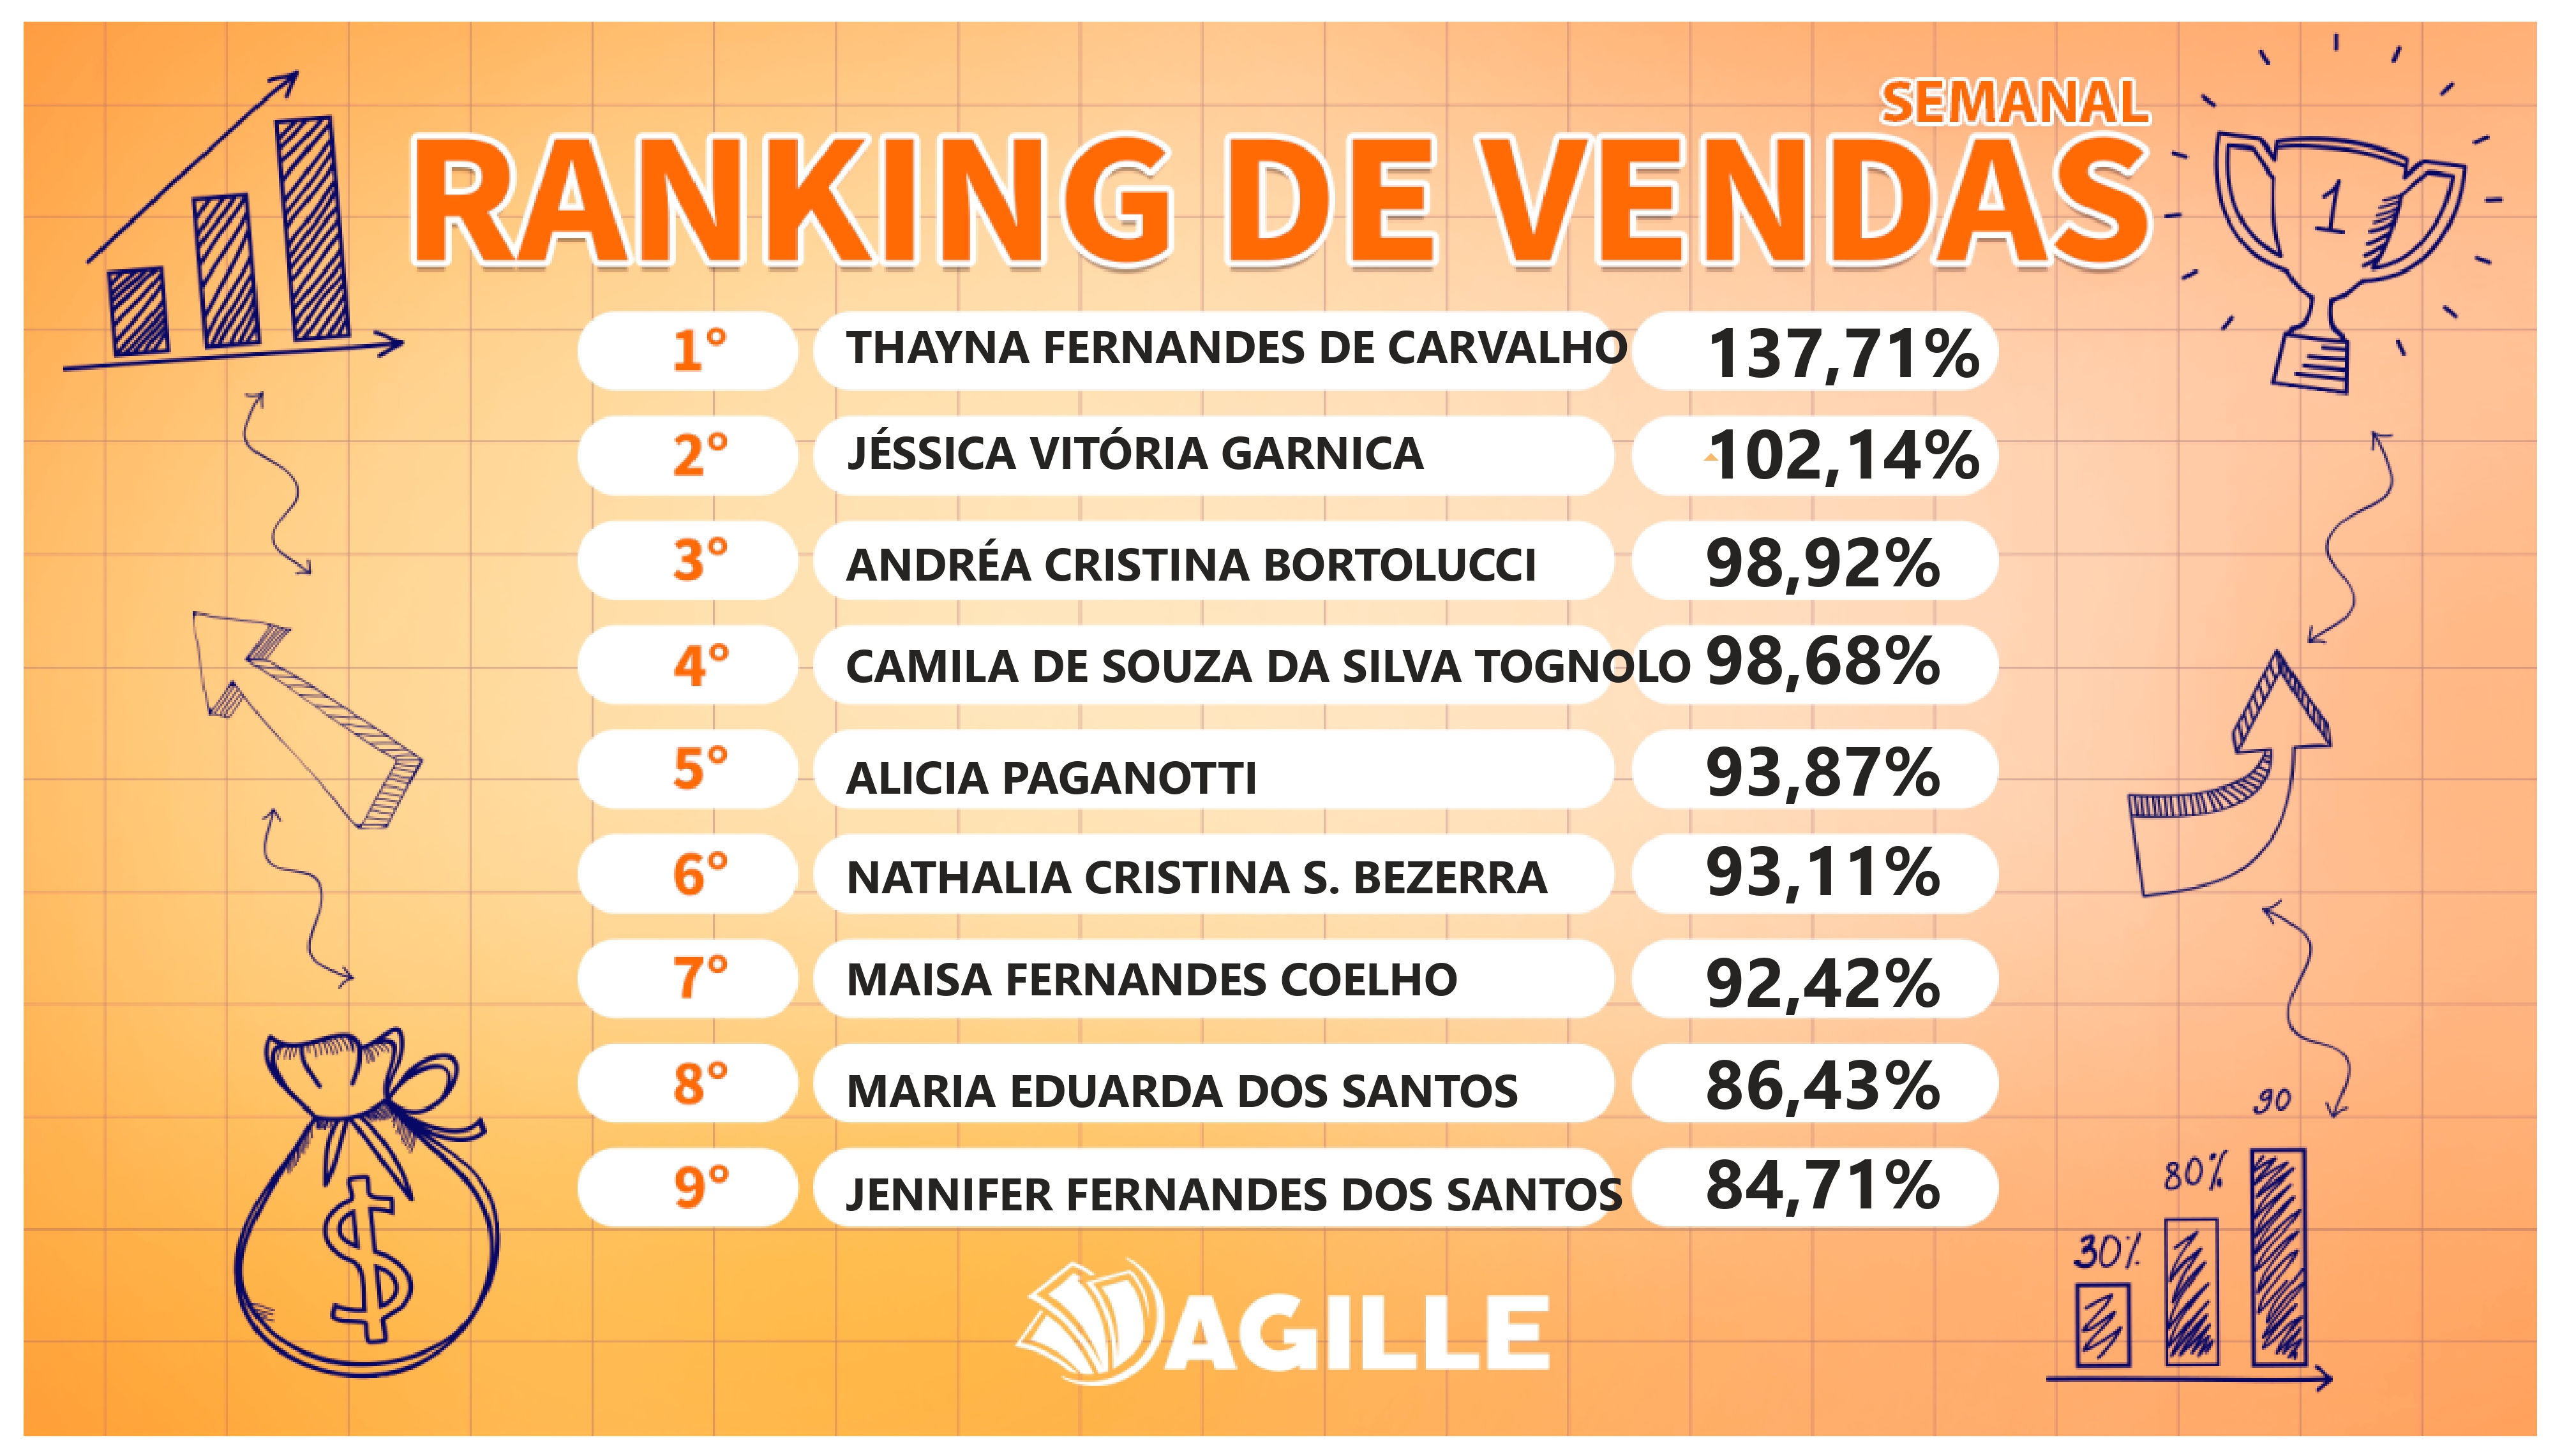 SEMANAL
RANKING DE VENDAS
1
1° THAYNA FERNANDES DE CARVALHO 137,71%
2° JÉSSICA VITÓRIA GARNICA 102,14%
3° ANDRÉA CRISTINA BORTOLUCCI 98,92%
4° CAMILA DE SOUZA DA SILVA TOGNOLO 98,68%
5° ALICIA PAGANOTTI 93,87%
6° NATHALIA CRISTINA S. BEZERRA 93,11%
7° MAISA FERNANDES COELHO 92,42%
8° MARIA EDUARDA DOS SANTOS 86,43%
9° JENNIFER FERNANDES DOS SANTOS 84,71%
$
30% 80% 90
AGILLE